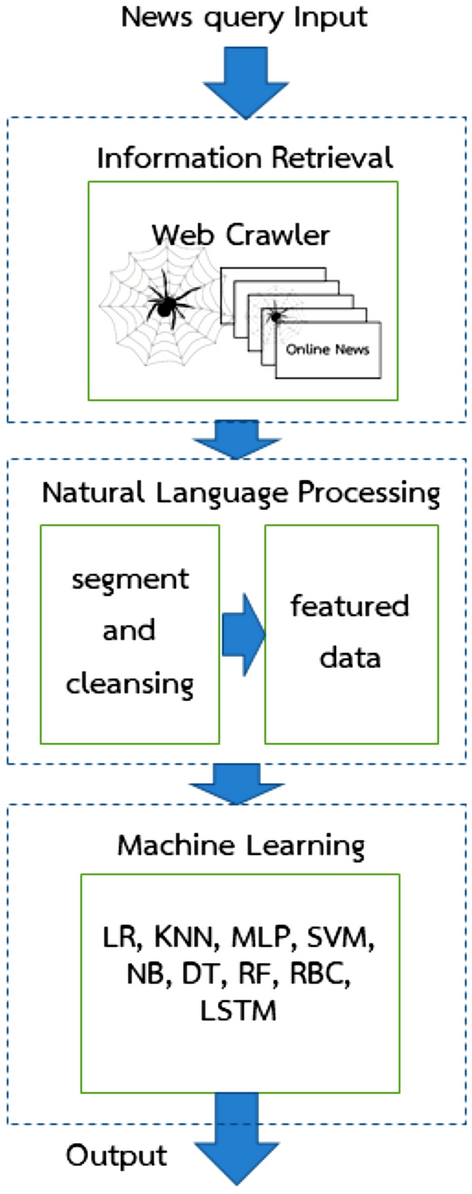 News query Input
Information Retrieval
Web Crawler
Online News
Natural Language Processing
segment
and
cleansing
featured
data
Machine Learning
LR, KNN, MLP, SVM,
NB, DT, RF, RBC,
LSTM
Output